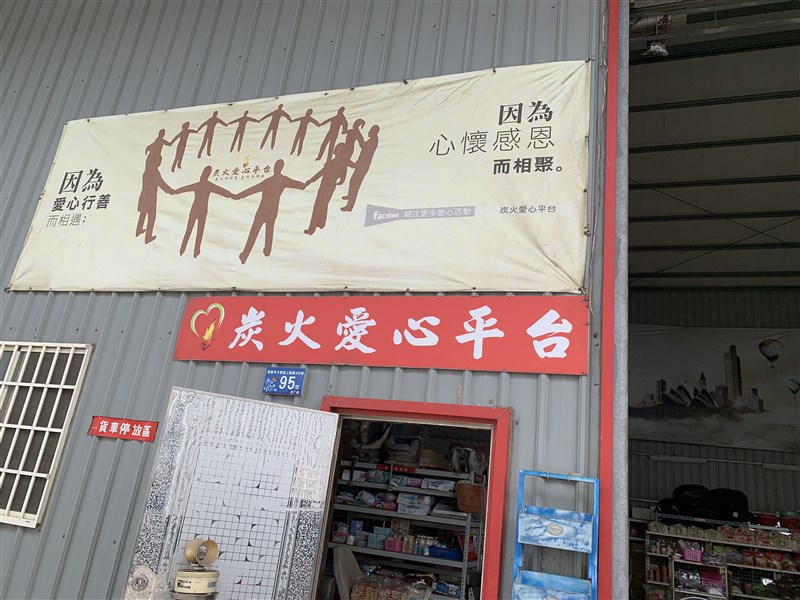 因為
愛心行善
而相遇；
炭火愛心平台
因為
心懷感恩
而相聚。
facebook 關注更多愛心活動
炭火愛心平台
炭火愛心平台
95
貨車停放區